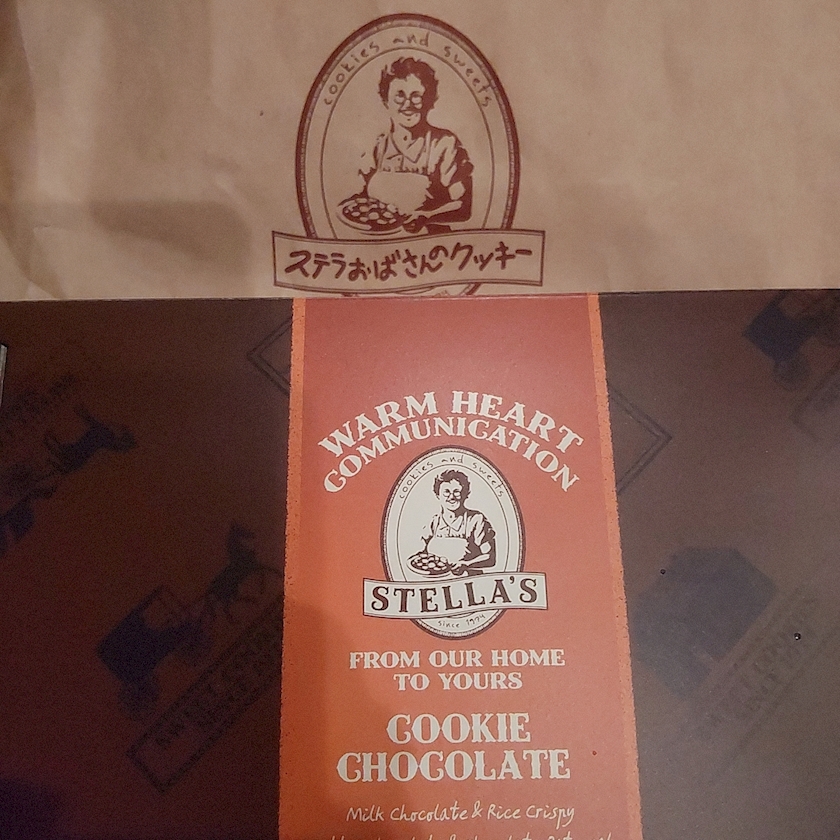 cookies and sweets
ステラおばさんのクッキー
WARM HEART
COMMUNICATION
cookies and sweets
STELLA'S
since 1974
FROM OUR HOME
TO YOURS
COOKIE
CHOCOLATE
Milk Chocolate & Rice Crispy